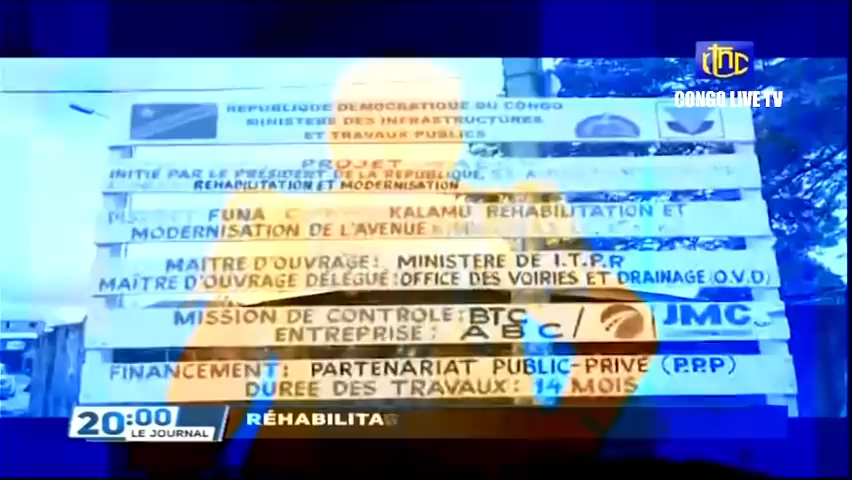 rtnc
CONGO LIVE TV
REPUBLIQUE DEMOCRATIQUE DU CONGO
MINISTERE DES INFRASTRUCTURES
ET TRAVAUX PUBLICS
PROJET
INITIE PAR LE PRESIDENT DE LA REPUBLIQUE, S.E
REHABILITATION ET MODERNISATION
FUNA KALAMU REHABILITATION ET
MODERNISATION DE L'AVENUE
MAITRE D'OUVRAGE: MINISTERE DE I.T.P.R
MAITRE D'OUVRAGE DELEGUE: OFFICE DES VOIRIES ET DRAINAGE (O.V.D)
MISSION DE CONTROLE: BTC
ENTREPRISE: ABC/ JMC
FINANCEMENT: PARTENARIAT PUBLIC-PRIVE (P.P.P)
DUREE DES TRAVAUX: 14 MOIS
20:00 RÉHABILITA
LE JOURNAL